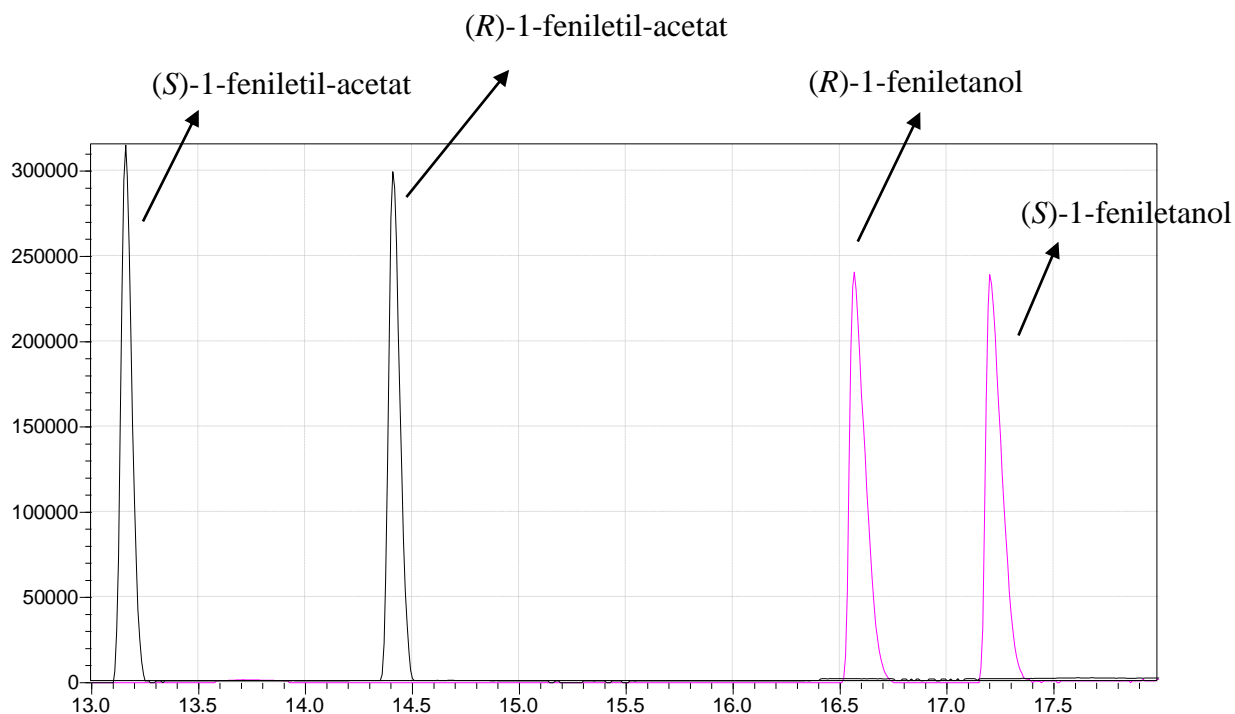 (R)-1-feniletil-acetat
(S)-1-feniletil-acetat
(R)-1-feniletanol
(S)-1-feniletanol
300000
250000
200000
150000
100000
50000
0
13.0 13.5 14.0 14.5 15.0 15.5 16.0 16.5 17.0 17.5